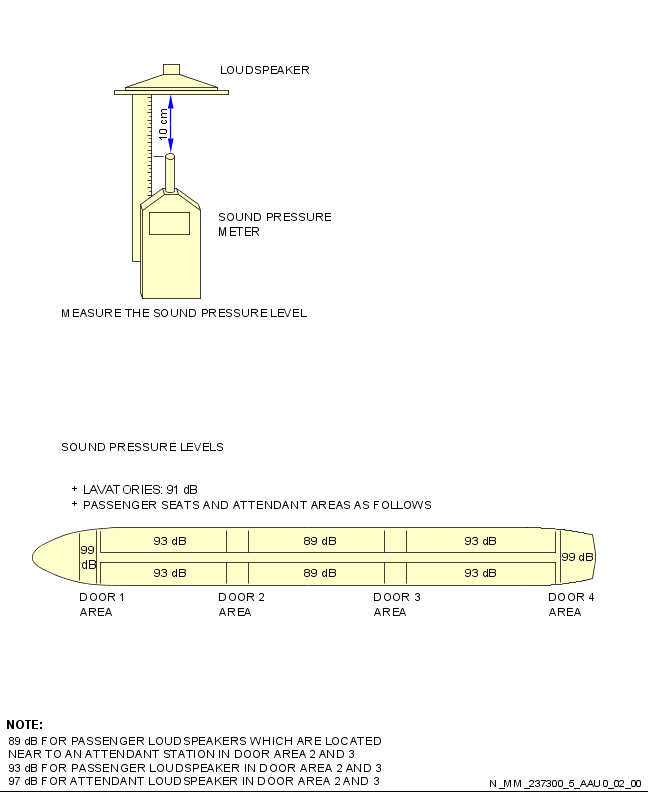 LOUDSPEAKER
10 cm
SOUND PRESSURE
METER
MEASURE THE SOUND PRESSURE LEVEL
SOUND PRESSURE LEVELS
+ LAVATORIES: 91 dB
+ PASSENGER SEATS AND ATTENDANT AREAS AS FOLLOWS
99
dB
93 dB
89 dB
93 dB
99 dB
93 dB
89 dB
93 dB
DOOR 1
AREA
DOOR 2
AREA
DOOR 3
AREA
DOOR 4
AREA
NOTE:
89 dB FOR PASSENGER LOUDSPEAKERS WHICH ARE LOCATED
NEAR TO AN ATTENDANT STATION IN DOOR AREA 2 AND 3
93 dB FOR PASSENGER LOUDSPEAKER IN DOOR AREA 2 AND 3
97 dB FOR ATTENDANT LOUDSPEAKER IN DOOR AREA 2 AND 3
N_MM_237300_5_AAU0_02_00